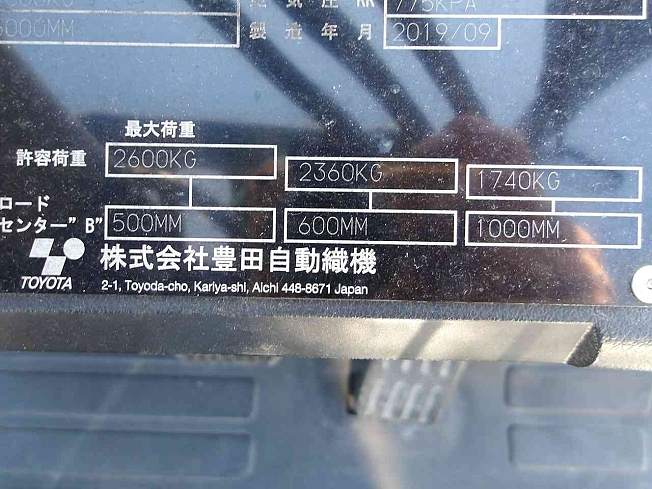 5000MM
775KPA
製造年月 2019/09
最大荷重
許容荷重 2600KG 2360KG 1740KG
ロード
センター"B" 500MM 600MM 1000MM
TOYOTA 株式会社豊田自動織機
2-1, Toyoda-cho, Kariya-shi, Aichi 448-8671 Japan